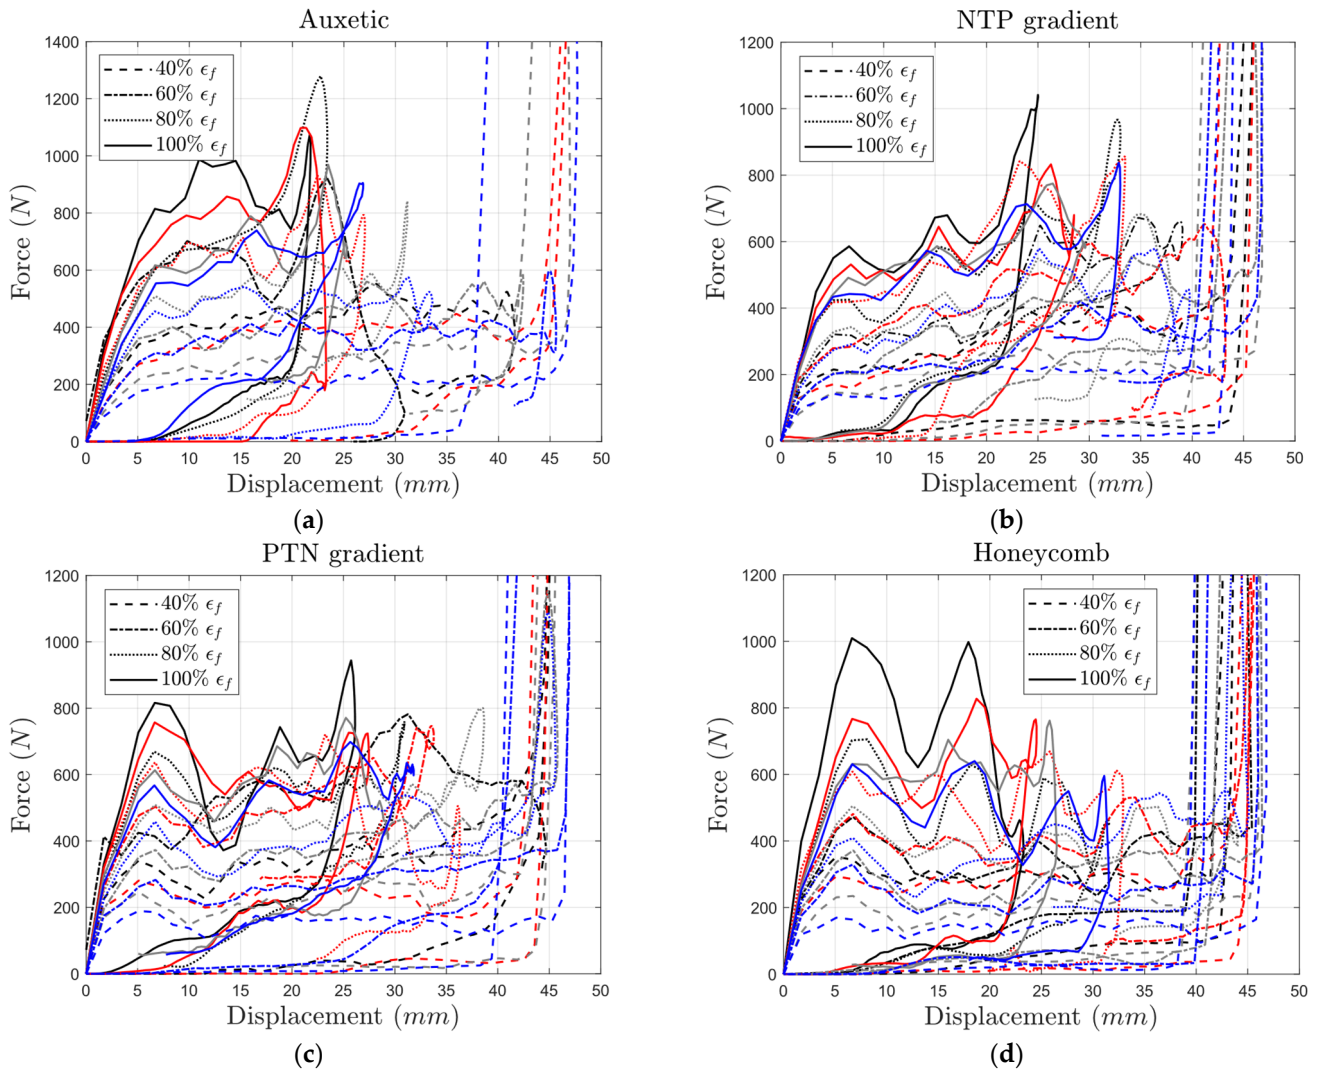 Auxetic
1400
1200
1000
800
600
400
200
0
Force (N)
40% ϵf
60% ϵf
80% ϵf
100% ϵf
0 5 10 15 20 25 30 35 40 45 50
Displacement (mm)
(a)
NTP gradient
1200
1000
800
600
400
200
0
Force (N)
40% ϵf
60% ϵf
80% ϵf
100% ϵf
0 5 10 15 20 25 30 35 40 45 50
Displacement (mm)
(b)
PTN gradient
1200
1000
800
600
400
200
0
Force (N)
40% ϵf
60% ϵf
80% ϵf
100% ϵf
0 5 10 15 20 25 30 35 40 45 50
Displacement (mm)
(c)
Honeycomb
1200
1000
800
600
400
200
0
Force (N)
40% ϵf
60% ϵf
80% ϵf
100% ϵf
0 5 10 15 20 25 30 35 40 45 50
Displacement (mm)
(d)